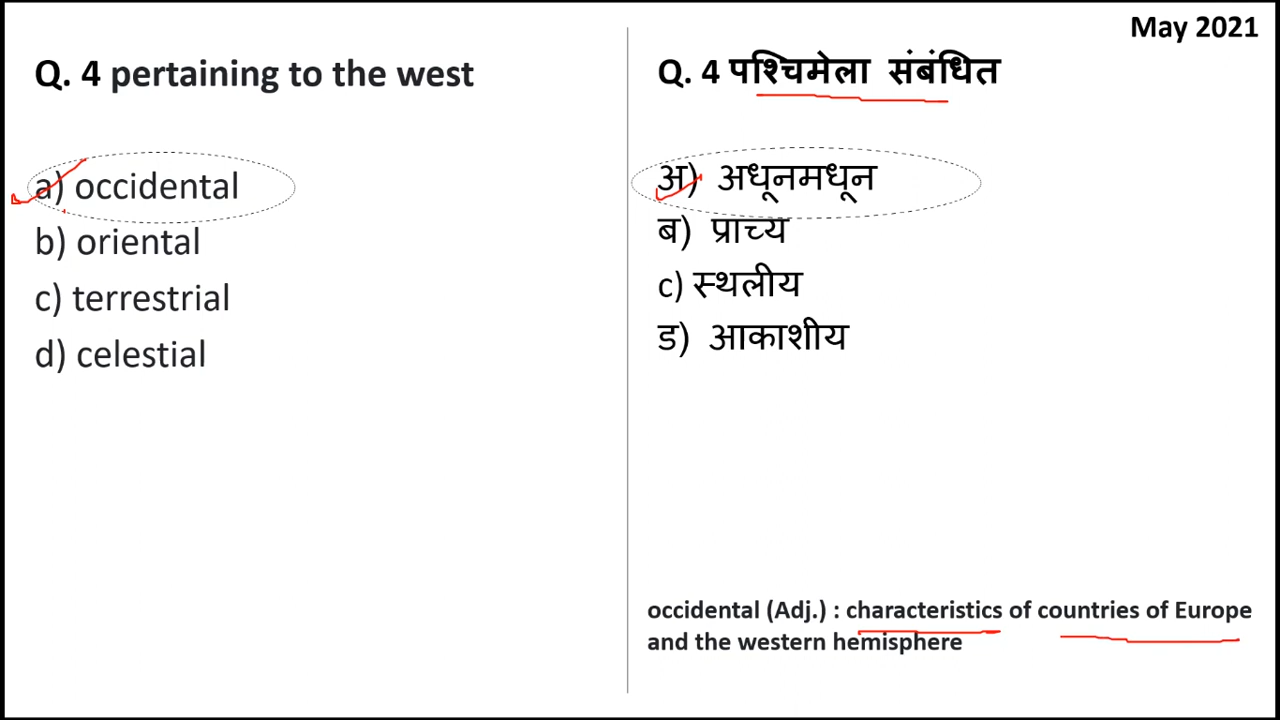 May 2021
Q. 4 pertaining to the west
a) occidental
b) oriental
c) terrestrial
d) celestial
Q. 4 पश्चिमेला संबंधित
अ) अधूनमधून
ब) प्राच्य
c) स्थलीय
ड) आकाशीय
occidental (Adj.) : characteristics of countries of Europe
and the western hemisphere